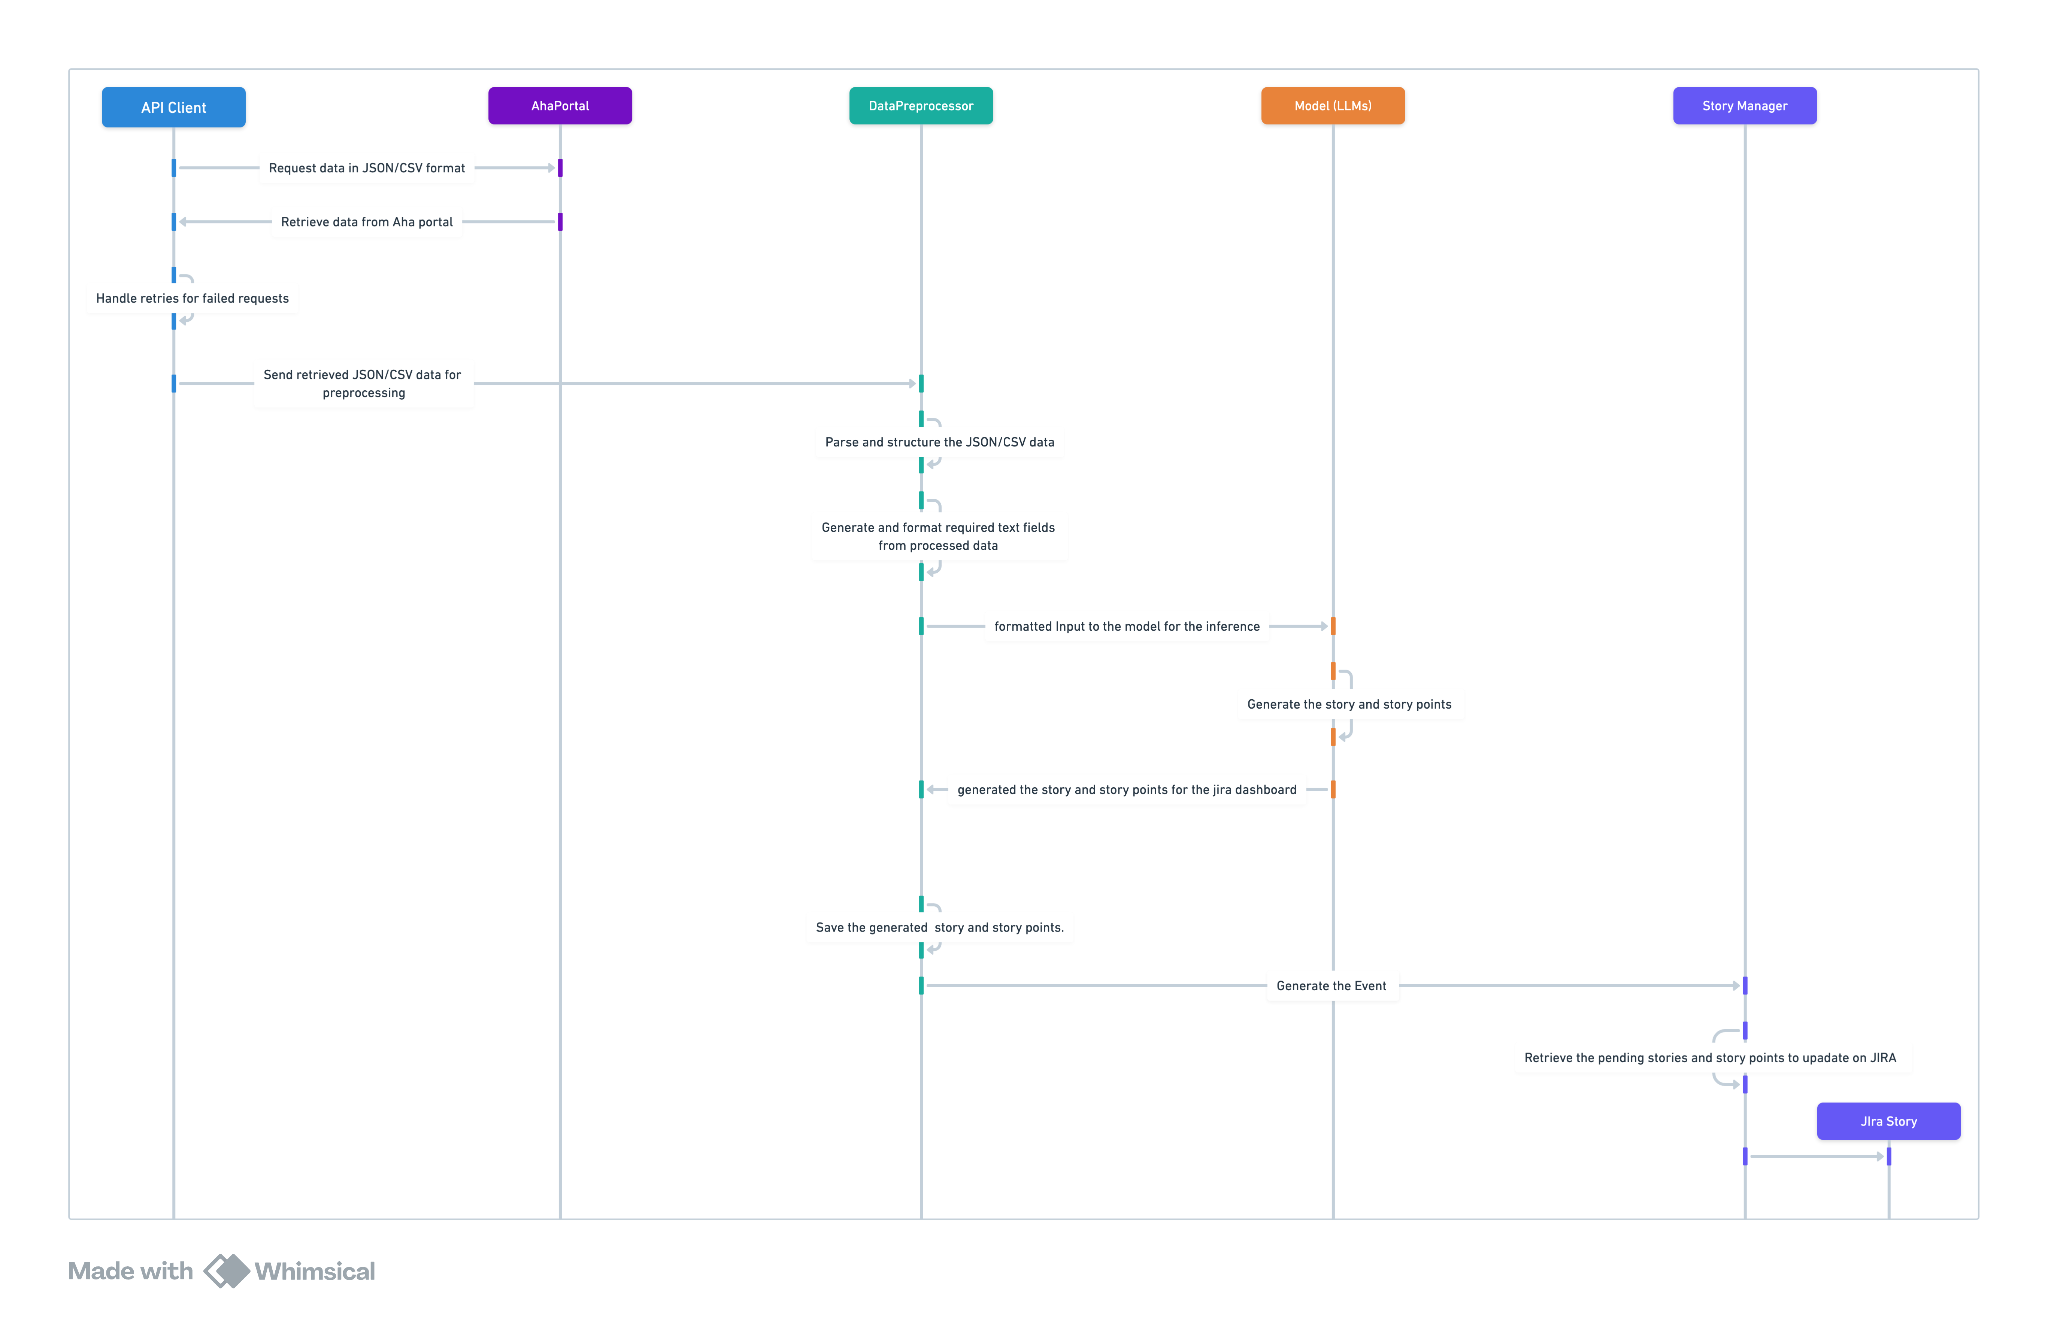 API Client
AhaPortal
DataPreprocessor
Model (LLMs)
Story Manager
Request data in JSON/CSV format
Retrieve data from Aha portal
Handle retries for failed requests
Send retrieved JSON/CSV data for
preprocessing
Parse and structure the JSON/CSV data
Generate and format required text fields
from processed data
formatted Input to the model for the inference
Generate the story and story points
generated the story and story points for the jira dashboard
Save the generated  story and story points.
Generate the Event
Retrieve the pending stories and story points to upadate on JIRA
JIra Story
Made with Whimsical